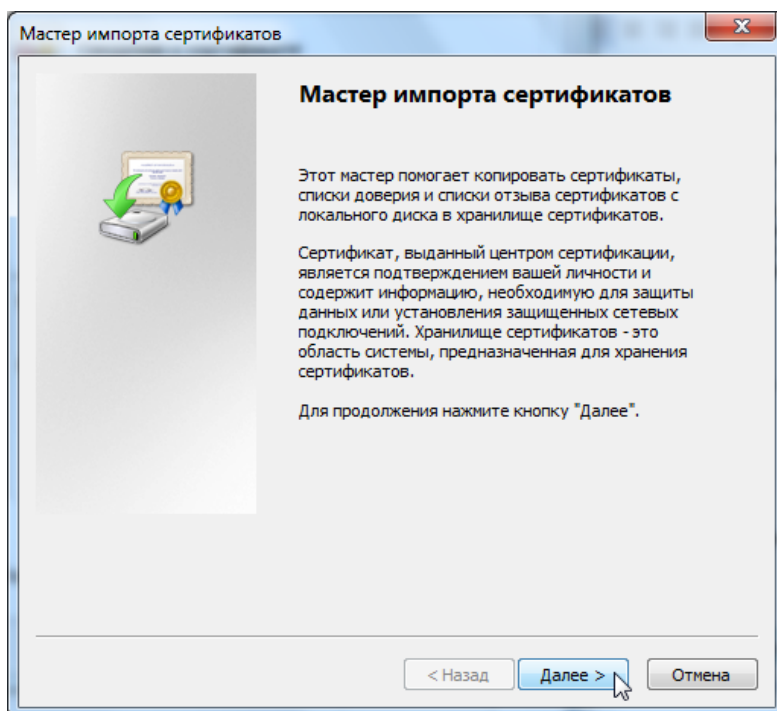 Мастер импорта сертификатов
Мастер импорта сертификатов
Этот мастер помогает копировать сертификаты,
списки доверия и списки отзыва сертификатов с
локального диска в хранилище сертификатов.
Сертификат, выданный центром сертификации,
является подтверждением вашей личности и
содержит информацию, необходимую для защиты
данных или установления защищенных сетевых
подключений. Хранилище сертификатов - это
область системы, предназначенная для хранения
сертификатов.
Для продолжения нажмите кнопку "Далее".
< Назад
Далее >
Отмена